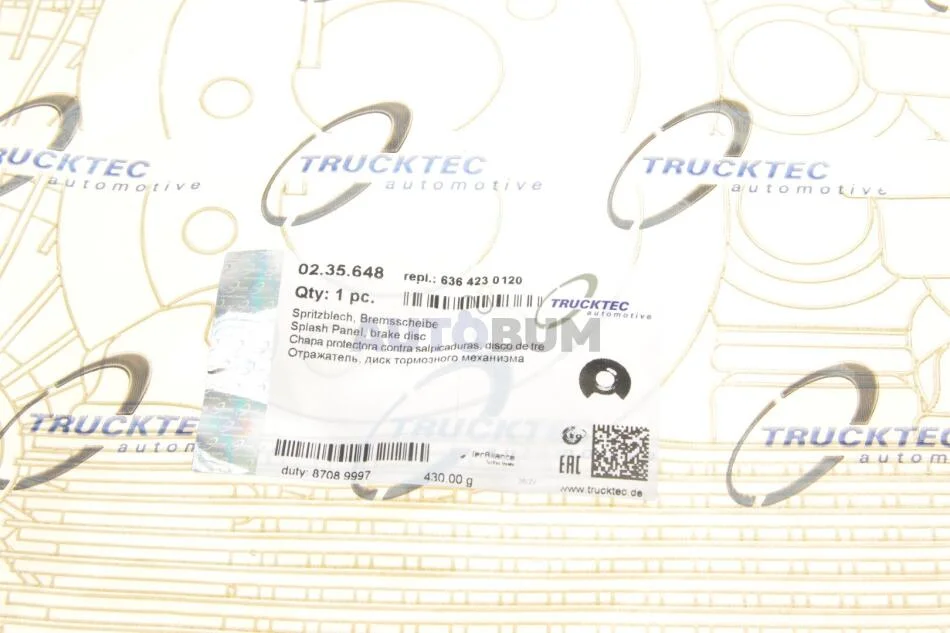 TRUCKTEC
automotive
TRUCKTEC
automotive
TRUCKTEC
automotive
02.35.648
repl.: 636 423 0120
Qty: 1 pc.
TRUCKTEC
automotive
AUTOBUM
Spritzblech, Bremsscheibe
Splash Panel, brake disc
Chapa protectora contra salpicaduras, disco de fre
Отражатель, диск тормозного механизма
TRUCKTEC
automotive
TRUCKTEC
automotive
TecAlliance
EAC
duty: 8708 9997
430.00 g
www.trucktec.de